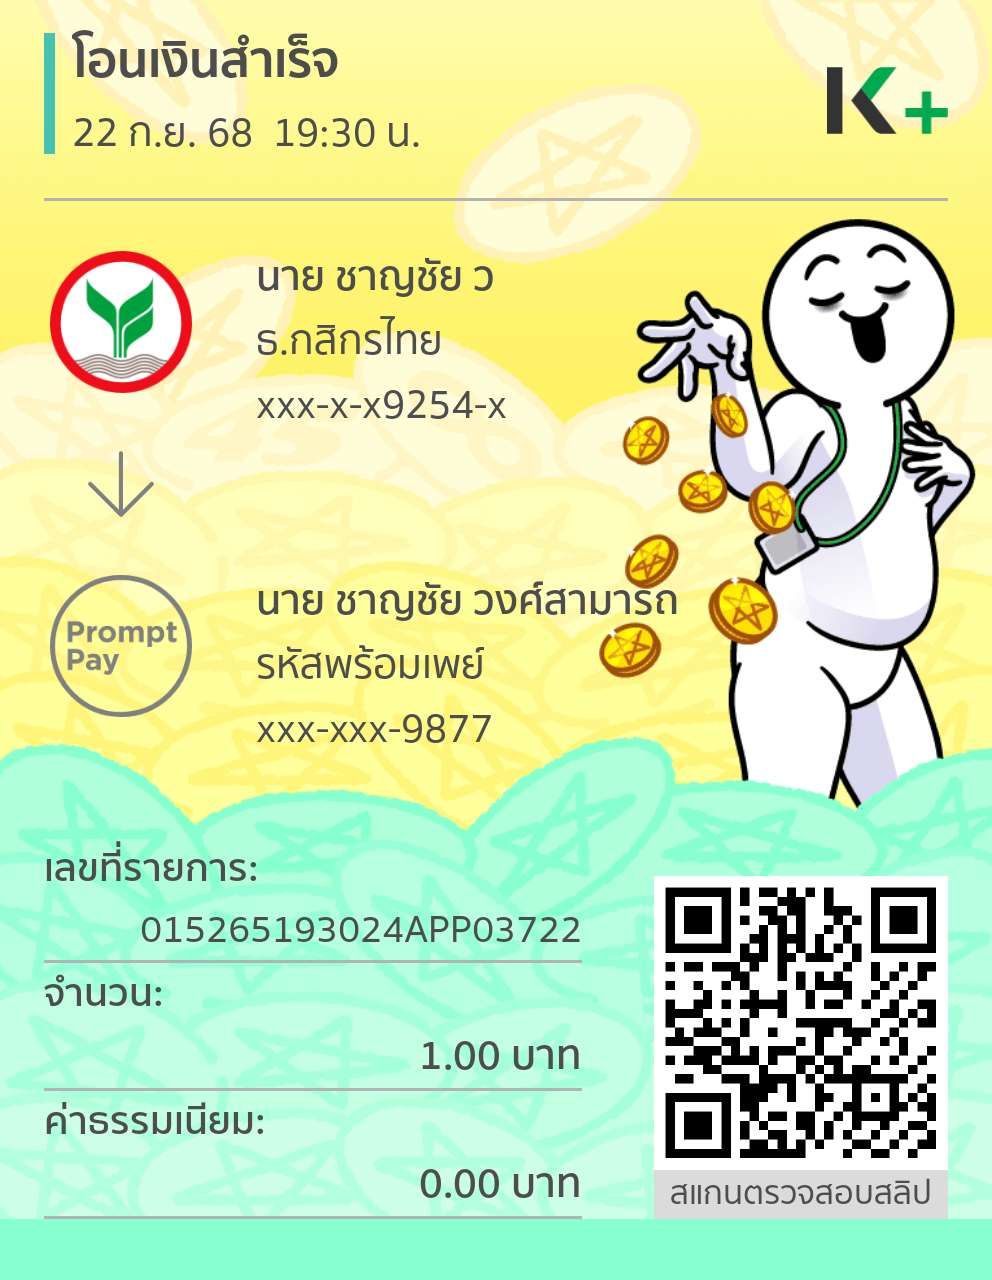 โอนเงินสำเร็จ
22 ก.ย. 68 19:30 น.
K+
นาย ชาญชัย ว
ธ.กสิกรไทย
xxx-x-x9254-x
Prompt
Pay
นาย ชาญชัย วงศ์สามารถ
รหัสพร้อมเพย์
xxx-xxx-9877
เลขที่รายการ:
015265193024APP03722
จำนวน:
1.00 บาท
ค่าธรรมเนียม:
0.00 บาท
สแกนตรวจสอบสลิป